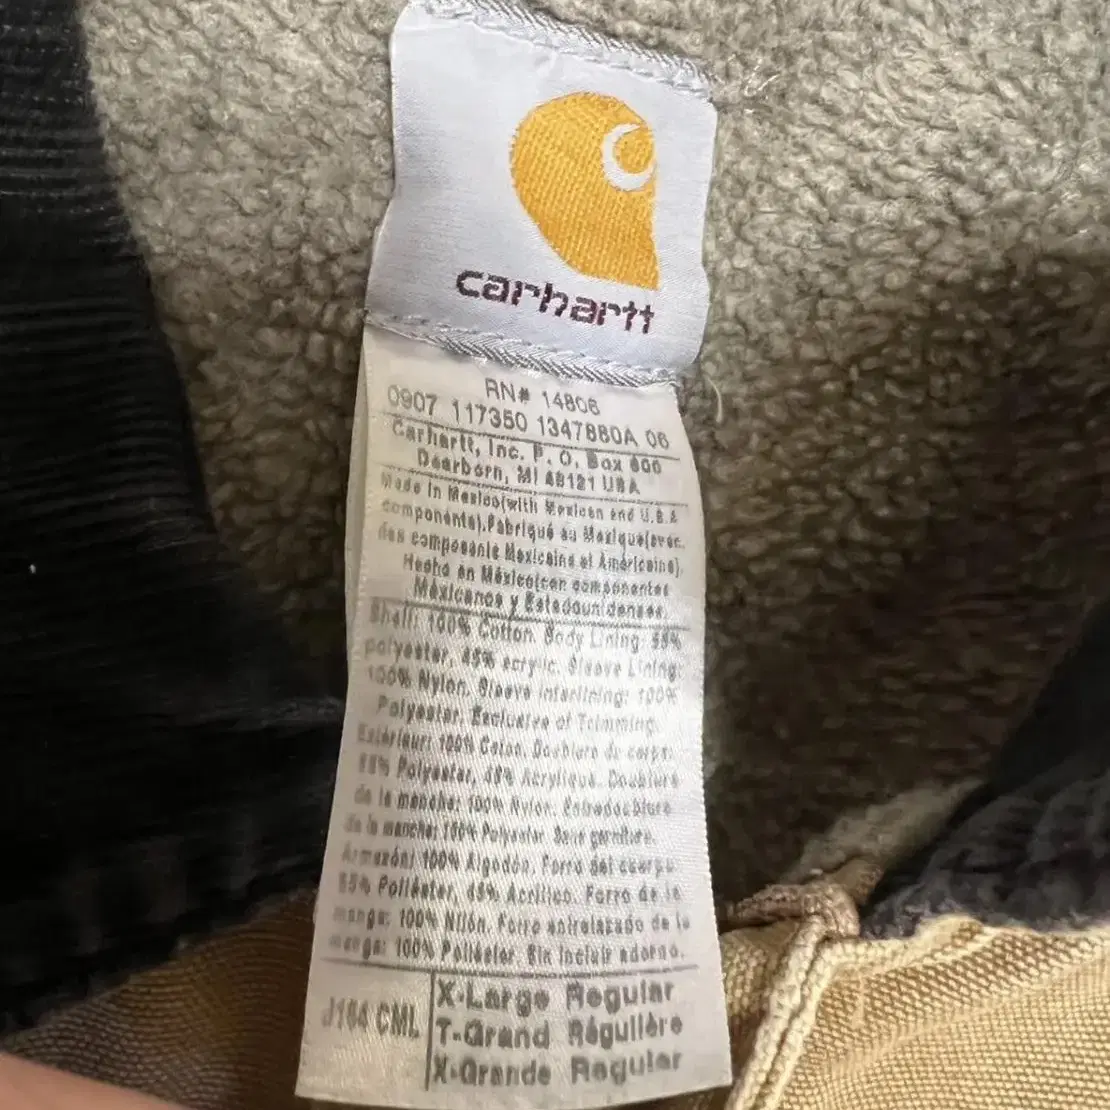 carhartt
RN# 14806
0907 117350 1347880A 06
Carhartt, Inc. P.O. Box 600
Dearborn, MI 48121 USA
Made in Mexico(with Mexican and U.S.A
components).Fabriqué au Mexique(avec
des composants Mexicains et Américains).
Hecho en México(con componentes
Méxicanos y Estadounidenses.
Shell: 100% Cotton. Body Lining: 55%
polyester, 45% acrylic. Sleeve Lining:
100% Nylon. Sleeve interlining: 100%
Polyester. Exclusive of Trimming.
Extérieur: 100% Coton. Doublure du corps:
55% Polyester, 45% Acrylique. Doublure
de la manche: 100% Nylon.
de la manche: 100% Polyester. Sans garniture.
Armazón: 100% Algodón. Forro del cuerpo
55% Poliéster, 45% Acrílico. Forro de la
manga: 100% Nilón. Forro entrelazado de la
manga: 100% Poliéster. Sin incluir adorno.
CML
X-Large Regular
T-Grand Régulière
X-Grande Regular